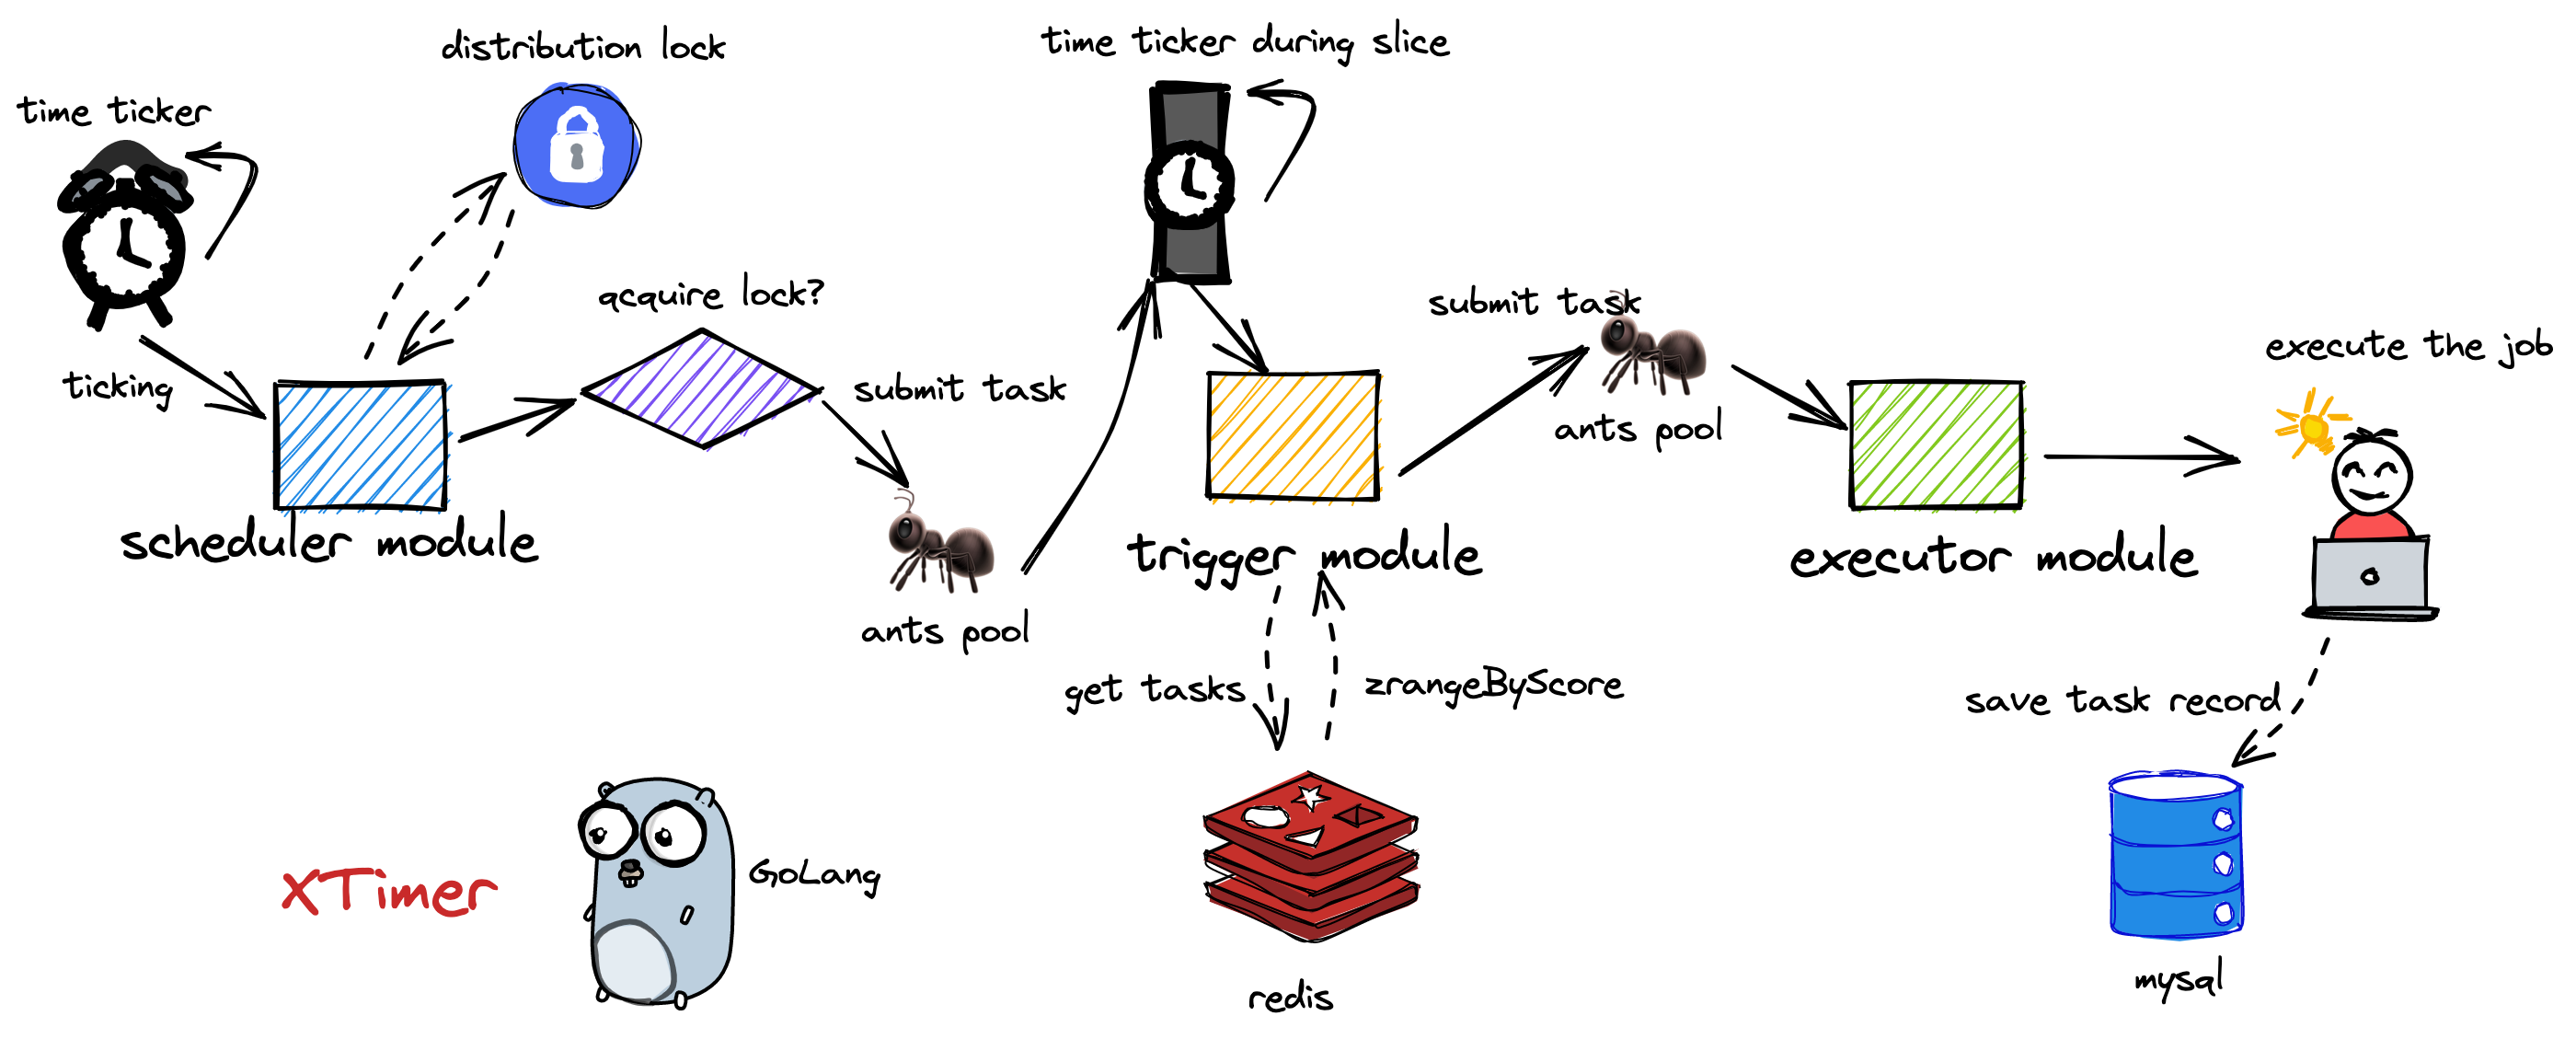 time ticker
distribution lock
time ticker during slice
ticking
acquire lock?
submit task
submit task
execute the job
ants pool
scheduler module
ants pool
trigger module
executor module
get tasks
zrangeByScore
save task record
XTimer
GoLang
redis
mysql